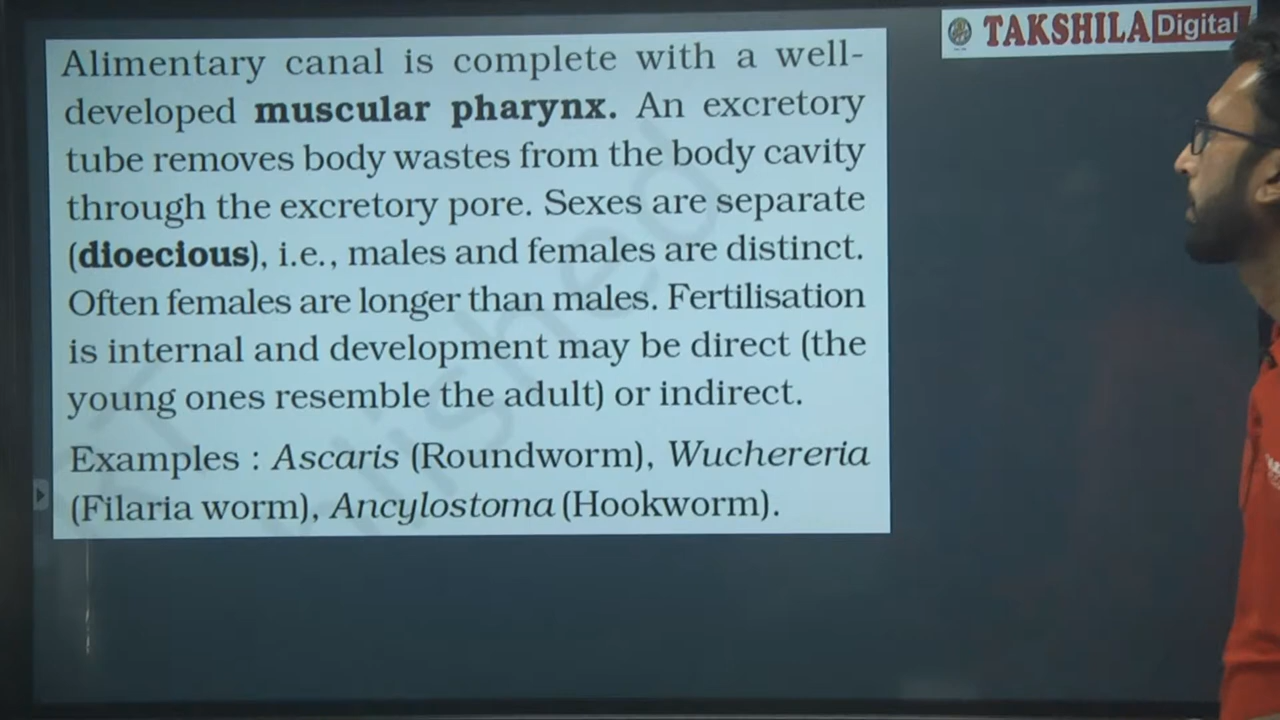 TAKSHILA Digital
Alimentary canal is complete with a well-
developed muscular pharynx. An excretory
tube removes body wastes from the body cavity
through the excretory pore. Sexes are separate
(dioecious), i.e., males and females are distinct.
Often females are longer than males. Fertilisation
is internal and development may be direct (the
young ones resemble the adult) or indirect.
Examples : Ascaris (Roundworm), Wuchereria
(Filaria worm), Ancylostoma (Hookworm).